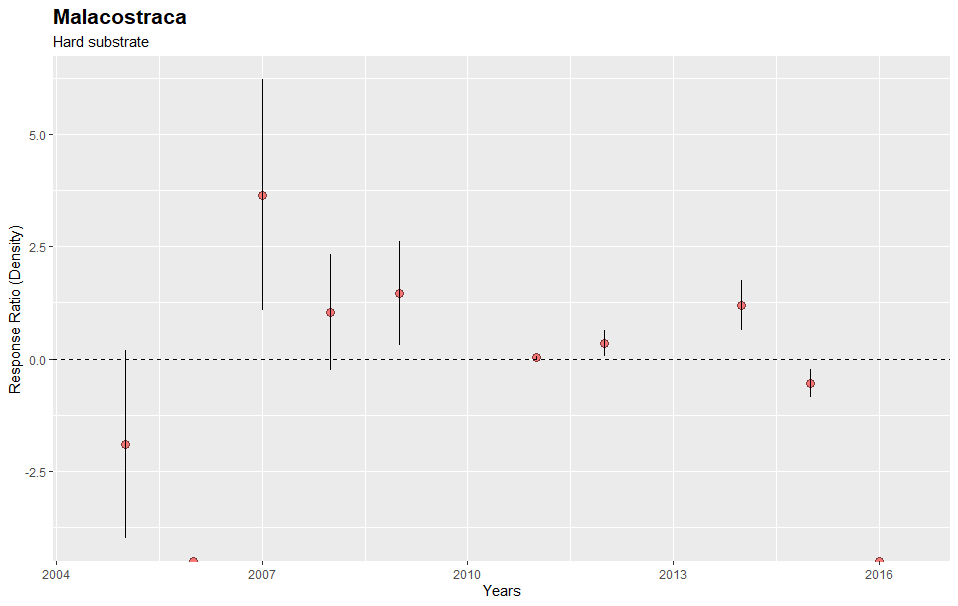 Malacostraca
Hard substrate
Response Ratio (Density)
5.0
2.5
0.0
-2.5
2004
2007
2010
2013
2016
Years